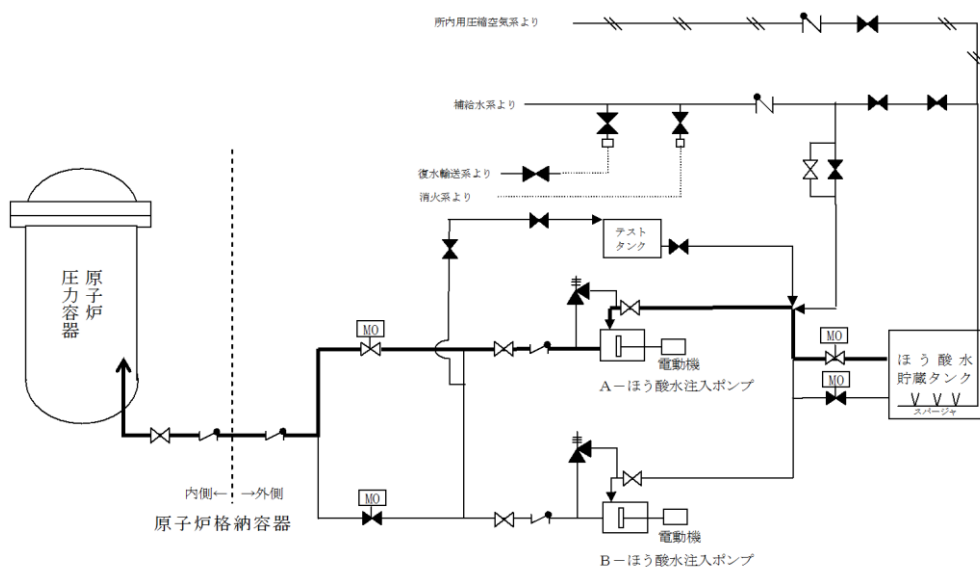 所内用圧縮空気系より
補給水系より
復水輸送系より
消火系より
テスト
タンク
原子炉
圧力容器
MO
電動機
A－ほう酸水注入ポンプ
MO
MO
ほう酸水
貯蔵タンク
スパージャ
内側←
→外側
原子炉格納容器
MO
電動機
B－ほう酸水注入ポンプ